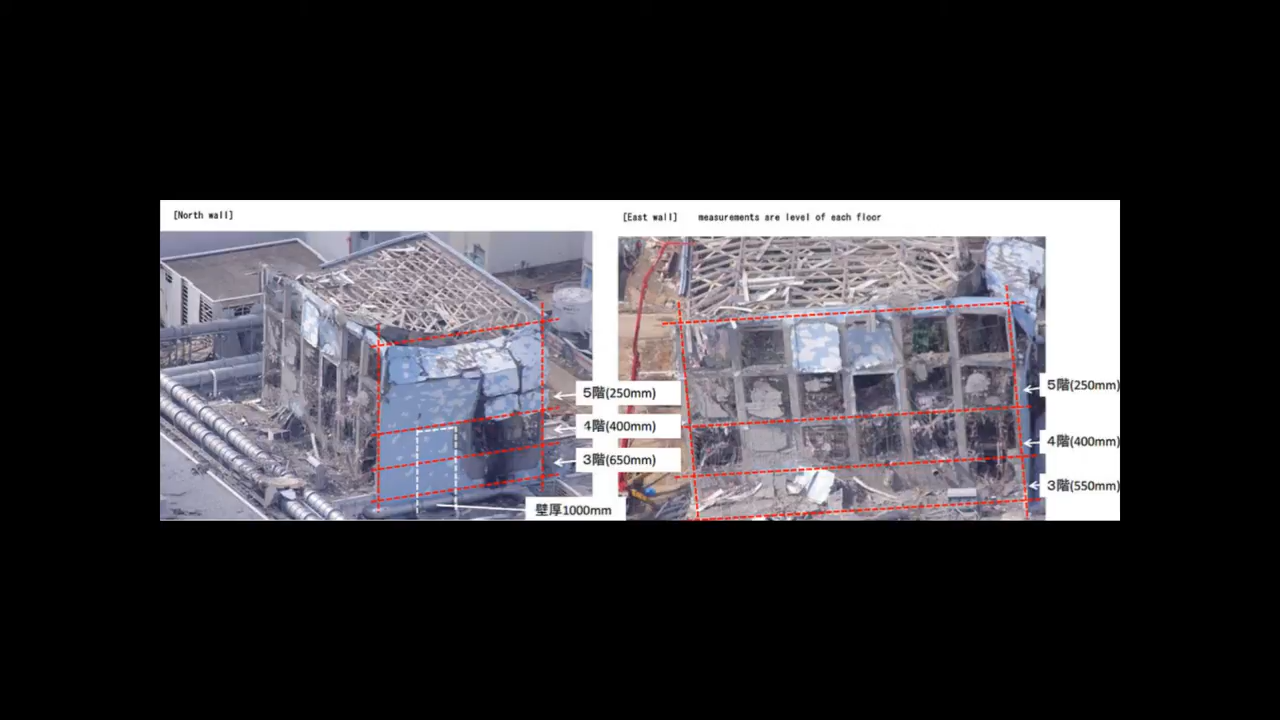 [North wall]
5階(250mm)
4階(400mm)
3階(650mm)
壁厚1000mm
[East wall] measurements are level of each floor
5階(250mm)
4階(400mm)
3階(550mm)